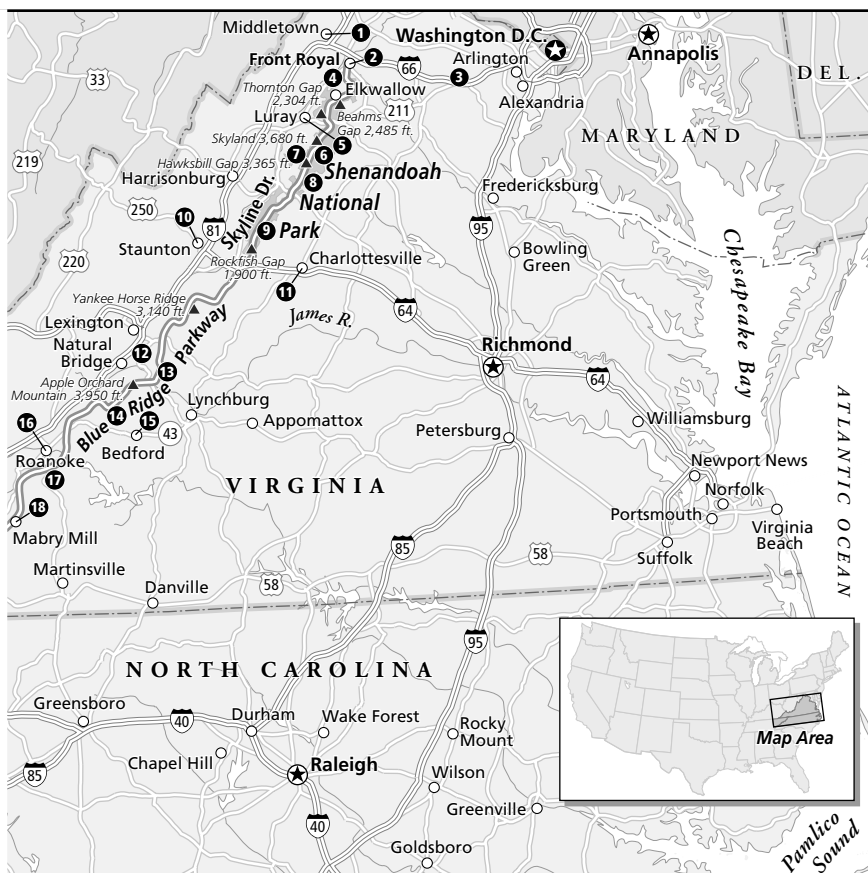 Middletown
1
Washington D.C.
Annapolis
Front Royal
2
66
3
Arlington
DEL.
33
4
Thornton Gap
2,304 ft.
Elkwallow
Alexandria
211
Luray
Beahms
Gap 2,485 ft.
MARYLAND
Skyland 3,680 ft.
5
219
7
6
Hawksbill Gap 3,365 ft.
Shenandoah
Harrisonburg
8
National
Fredericksburg
250
10
81
Skyline Dr.
9
Park
95
Staunton
Bowling
Green
220
Rockfish Gap
1,900 ft.
Charlottesville
Chesapeake Bay
11
Yankee Horse Ridge
3,140 ft.
James R.
64
Lexington
Natural
Bridge
12
Richmond
13
64
Apple Orchard
Mountain 3,950 ft.
Blue Ridge Parkway
ATLANTIC OCEAN
14
Lynchburg
16
15
43
Appomattox
Williamsburg
Roanoke
Bedford
Petersburg
17
Newport News
VIRGINIA
Norfolk
18
Portsmouth
Mabry Mill
Virginia
Beach
85
58
Suffolk
Martinsville
58
Danville
95
NORTH CAROLINA
Greensboro
40
Durham
Wake Forest
Rocky
Mount
Map Area
Chapel Hill
85
Raleigh
Wilson
Greenville
40
Goldsboro
Pamlico
Sound